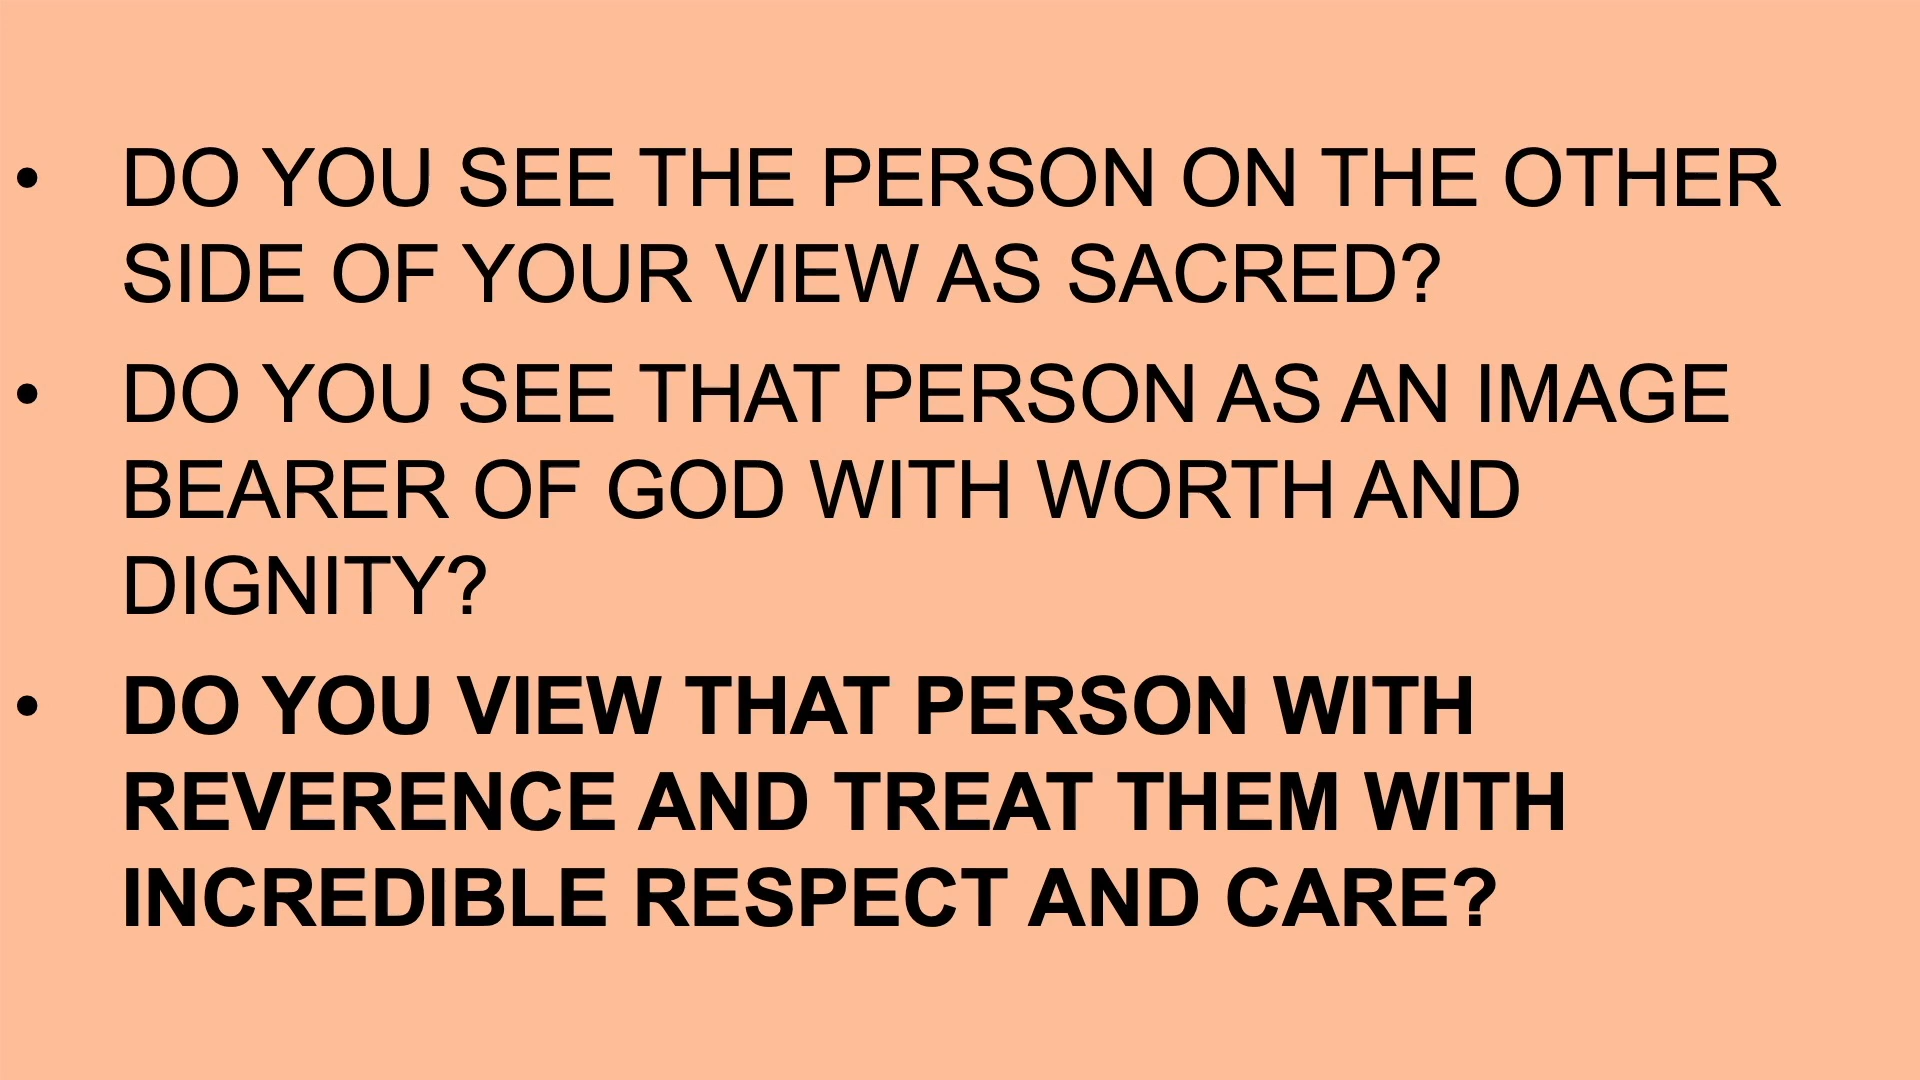 • DO YOU SEE THE PERSON ON THE OTHER
SIDE OF YOUR VIEW AS SACRED?
• DO YOU SEE THAT PERSON AS AN IMAGE
BEARER OF GOD WITH WORTH AND
DIGNITY?
• DO YOU VIEW THAT PERSON WITH
REVERENCE AND TREAT THEM WITH
INCREDIBLE RESPECT AND CARE?